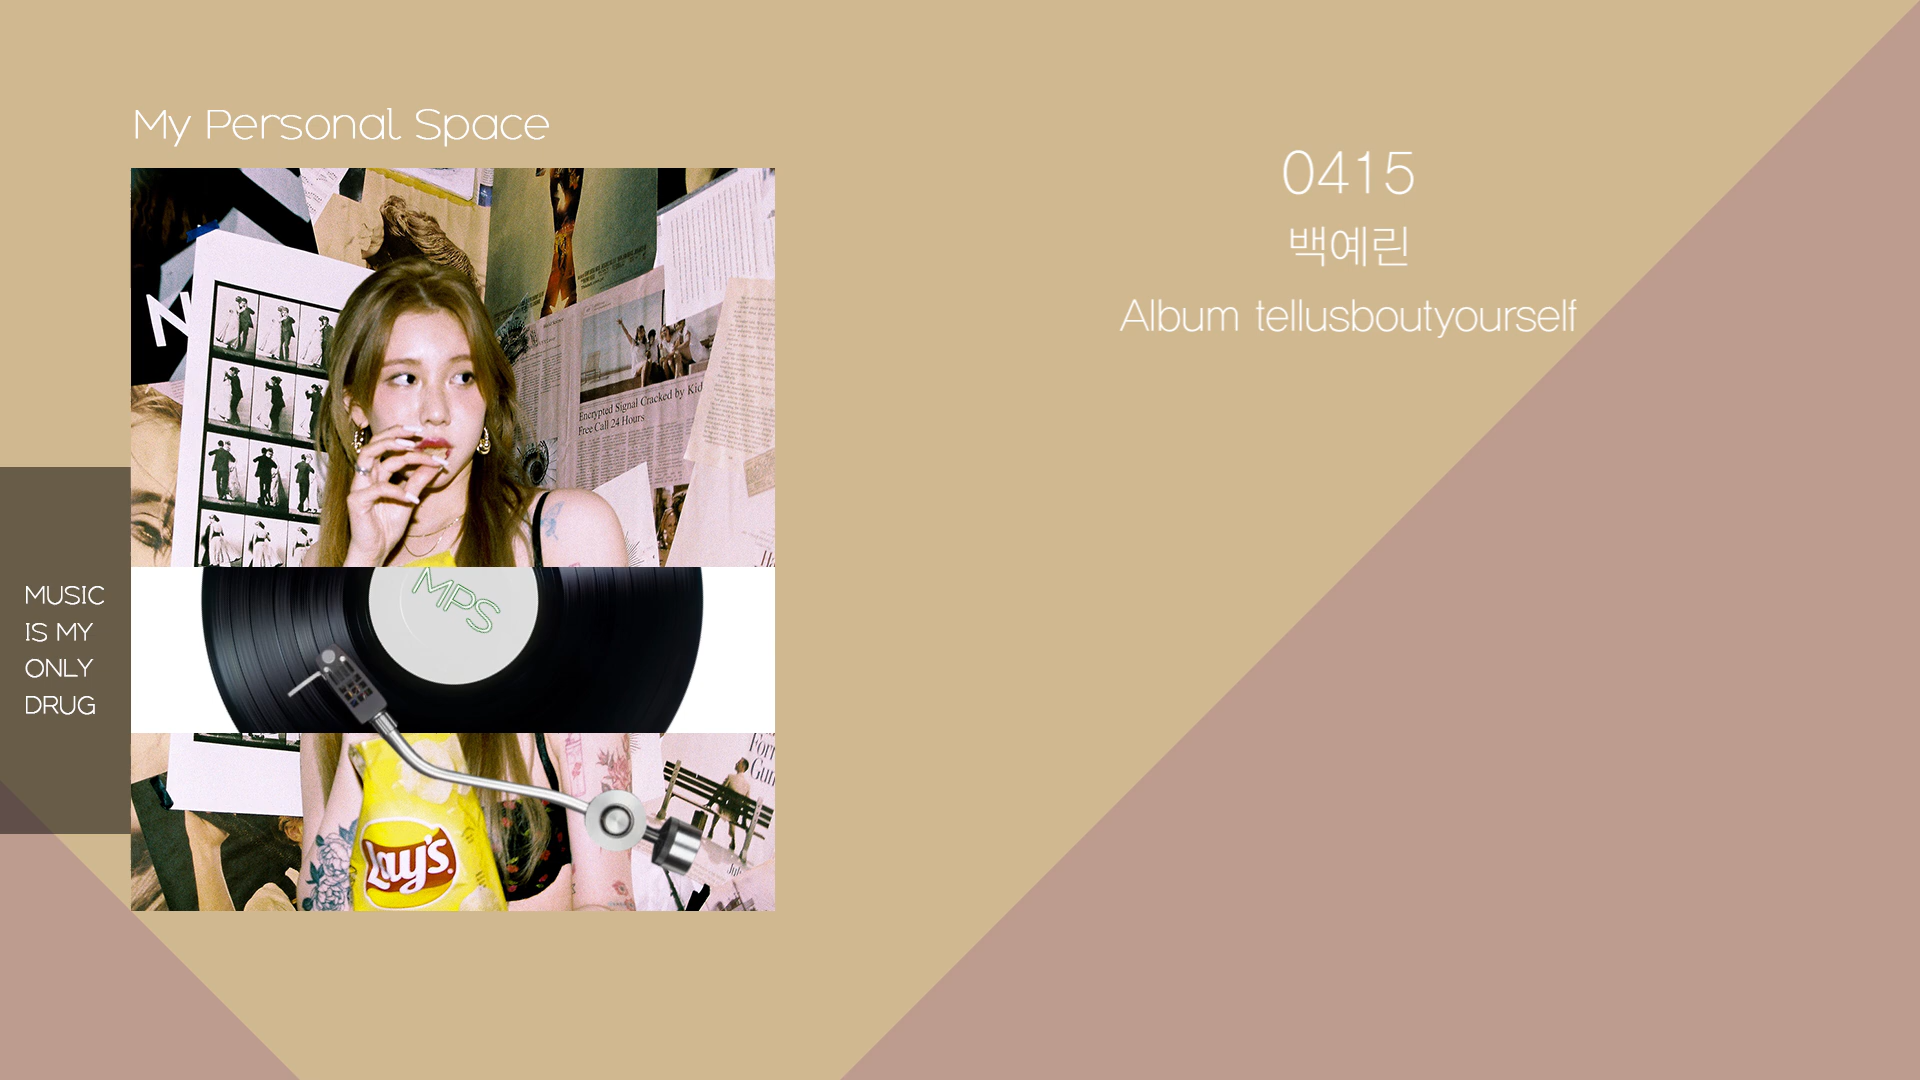 My Personal Space
0415
백예린
Album tellusboutyourself
N
Encrypted Signal Cracked by Kid
Free Call 24 Hours
MPS
MUSIC
IS MY
ONLY
DRUG
Lay's